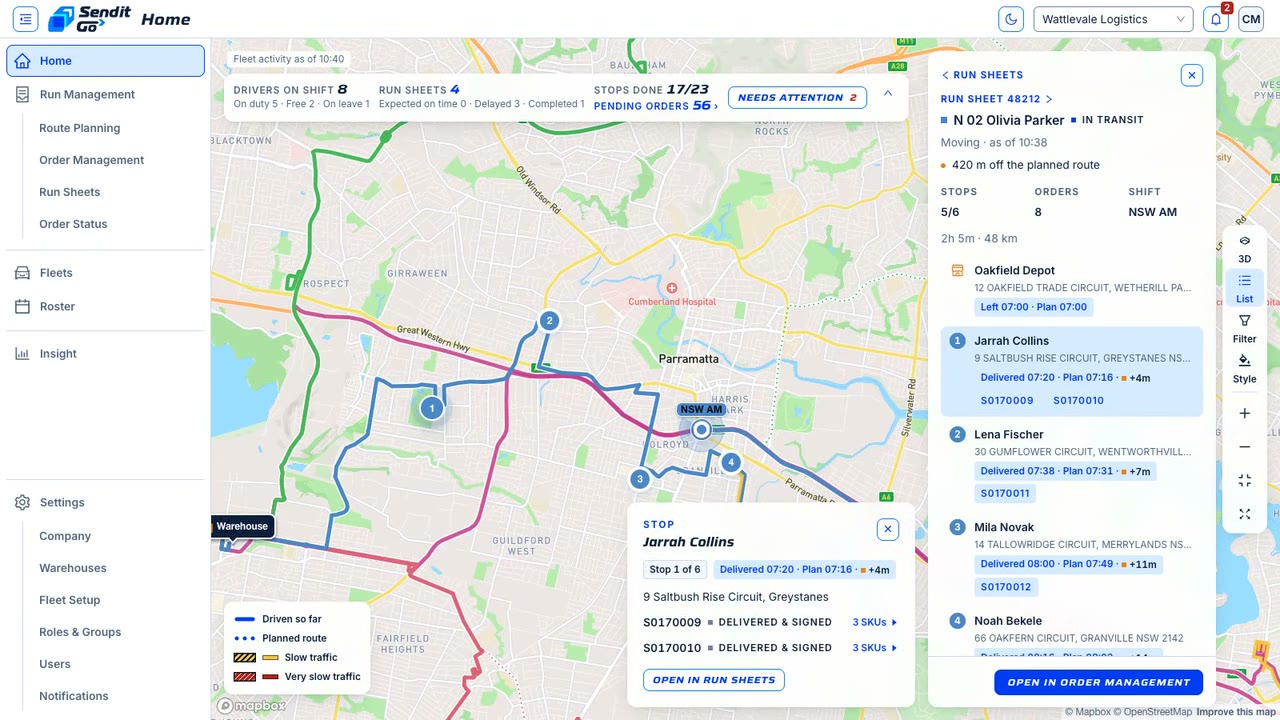 Sendit Go
Home
Wattlevale Logistics
2
CM
Home
Run Management
Route Planning
Order Management
Run Sheets
Order Status
Fleets
Roster
Insight
Settings
Company
Warehouses
Fleet Setup
Roles & Groups
Users
Notifications
Fleet activity as of 10:40
DRIVERS ON SHIFT 8
On duty 5 · Free 2 · On leave 1
RUN SHEETS 4
Expected on time 0 · Delayed 3 · Completed 1
STOPS DONE 17/23
PENDING ORDERS 56 ›
NEEDS ATTENTION 2
M11
A28
BLACKTOWN
ROCKS
Old Windsor Rd
GIRRAWEEN
Cumberland Hospital
Great Western Hwy
Parramatta
HARRIS
Silverwater Rd
2
1
NSW AM
3
4
A6
Warehouse
GUILDFORD
WEST
FAIRFIELD
HEIGHTS
Driven so far
Planned route
Slow traffic
Very slow traffic
mapbox
STOP
Jarrah Collins
Stop 1 of 6
Delivered 07:20 · Plan 07:16 · +4m
9 Saltbush Rise Circuit, Greystanes
S0170009 DELIVERED & SIGNED 3 SKUs
S0170010 DELIVERED & SIGNED 3 SKUs
OPEN IN RUN SHEETS
RUN SHEETS
RUN SHEET 48212
N 02 Olivia Parker IN TRANSIT
Moving · as of 10:38
420 m off the planned route
STOPS ORDERS SHIFT
5/6 8 NSW AM
2h 5m · 48 km
Oakfield Depot
12 OAKFIELD TRADE CIRCUIT, WETHERILL PA...
Left 07:00 · Plan 07:00
1 Jarrah Collins
9 SALTBUSH RISE CIRCUIT, GREYSTANES NS...
Delivered 07:20 · Plan 07:16 · +4m
S0170009 S0170010
2 Lena Fischer
30 GUMFLOWER CIRCUIT, WENTWORTHVILL...
Delivered 07:38 · Plan 07:31 · +7m
S0170011
3 Mila Novak
14 TALLOWRIDGE CIRCUIT, MERRYLANDS NS...
Delivered 08:00 · Plan 07:49 · +11m
S0170012
4 Noah Bekele
66 OAKFERN CIRCUIT, GRANVILLE NSW 2142
OPEN IN ORDER MANAGEMENT
3D
List
Filter
Style
© Mapbox © OpenStreetMap Improve this map